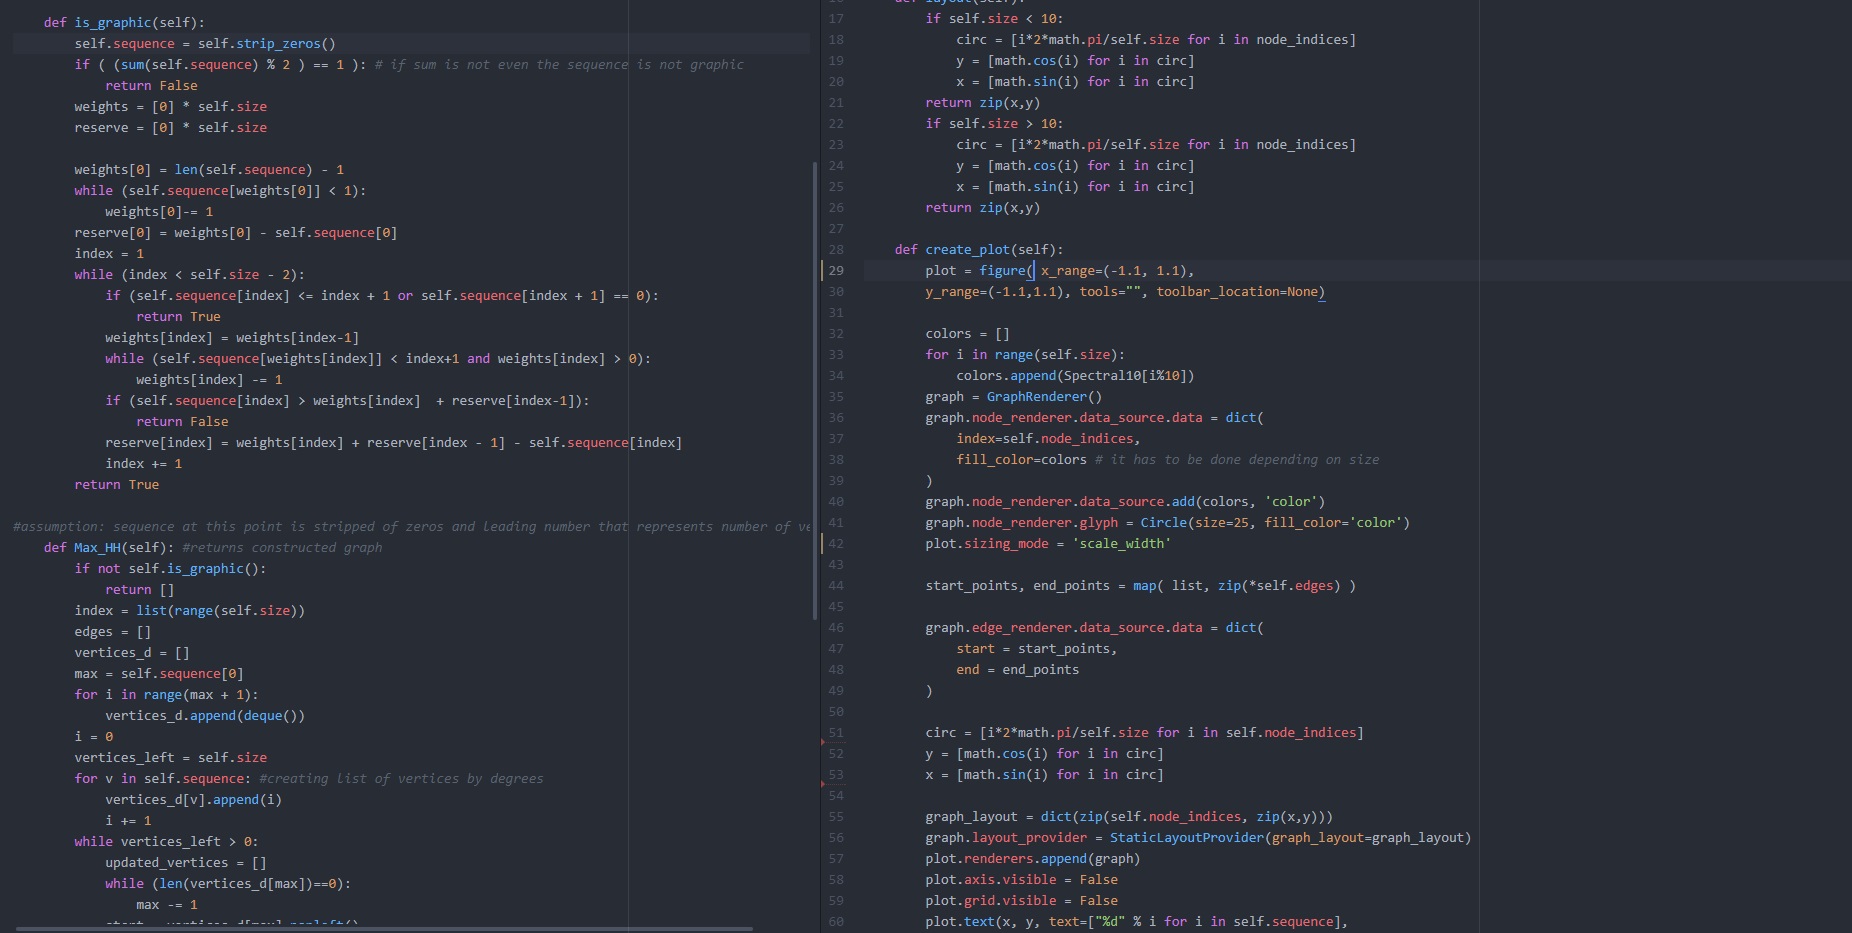 def is_graphic(self):
self.sequence = self.strip_zeros()
if ( (sum(self.sequence) % 2 ) == 1 ): # if sum is not even the sequence is not graphic
return False
weights = [0] * self.size
reserve = [0] * self.size
weights[0] = len(self.sequence) - 1
while (self.sequence[weights[0]] < 1):
weights[0]-= 1
reserve[0] = weights[0] - self.sequence[0]
index = 1
while (index < self.size - 2):
if (self.sequence[index] <= index + 1 or self.sequence[index + 1] == 0):
return True
weights[index] = weights[index-1]
while (self.sequence[weights[index]] < index+1 and weights[index] > 0):
weights[index] -= 1
if (self.sequence[index] > weights[index]  + reserve[index-1]):
return False
reserve[index] = weights[index] + reserve[index - 1] - self.sequence[index]
index += 1
return True
#assumption: sequence at this point is stripped of zeros and leading number that represents number of
def Max_HH(self): #returns constructed graph
if not self.is_graphic():
return []
index = list(range(self.size))
edges = []
vertices_d = []
max = self.sequence[0]
for i in range(max + 1):
vertices_d.append(deque())
i = 0
vertices_left = self.size
for v in self.sequence: #creating list of vertices by degrees
vertices_d[v].append(i)
i += 1
while vertices_left > 0:
updated_vertices = []
while (len(vertices_d[max])==0):
max -= 1
17 if self.size < 10:
18 circ = [i*2*math.pi/self.size for i in node_indices]
19 y = [math.cos(i) for i in circ]
20 x = [math.sin(i) for i in circ]
21 return zip(x,y)
22 if self.size > 10:
23 circ = [i*2*math.pi/self.size for i in node_indices]
24 y = [math.cos(i) for i in circ]
25 x = [math.sin(i) for i in circ]
26 return zip(x,y)
27
28 def create_plot(self):
29 plot = figure( x_range=(-1.1, 1.1),
30 y_range=(-1.1,1.1), tools="", toolbar_location=None)
31
32 colors = []
33 for i in range(self.size):
34 colors.append(Spectral10[i%10])
35 graph = GraphRenderer()
36 graph.node_renderer.data_source.data = dict(
37 index=self.node_indices,
38 fill_color=colors # it has to be done depending on size
39 )
40 graph.node_renderer.data_source.add(colors, 'color')
41 graph.node_renderer.glyph = Circle(size=25, fill_color='color')
42 plot.sizing_mode = 'scale_width'
43
44 start_points, end_points = map( list, zip(*self.edges) )
45
46 graph.edge_renderer.data_source.data = dict(
47 start = start_points,
48 end = end_points
49 )
50
51 circ = [i*2*math.pi/self.size for i in self.node_indices]
52 y = [math.cos(i) for i in circ]
53 x = [math.sin(i) for i in circ]
54
55 graph_layout = dict(zip(self.node_indices, zip(x,y)))
56 graph.layout_provider = StaticLayoutProvider(graph_layout=graph_layout)
57 plot.renderers.append(graph)
58 plot.axis.visible = False
59 plot.grid.visible = False
60 plot.text(x, y, text=["%d" % i for i in self.sequence],